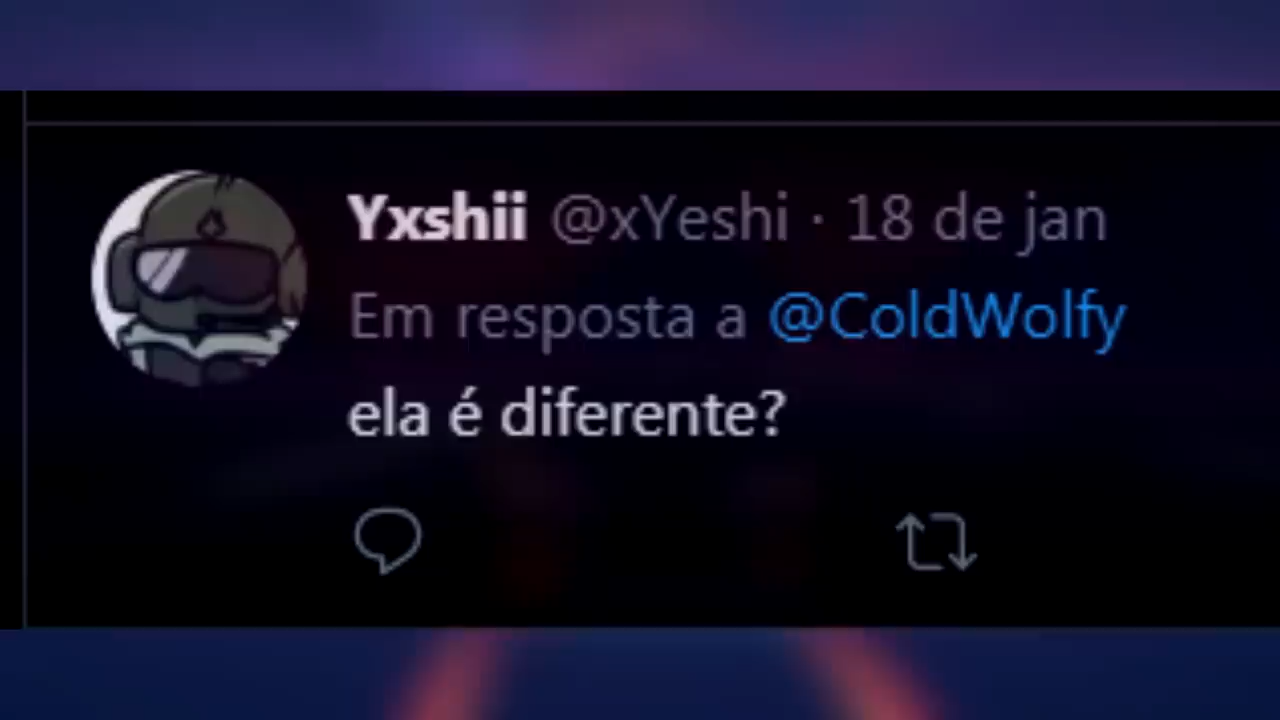 Yxshii @xYeshi · 18 de jan
Em resposta a @ColdWolfy
ela é diferente?